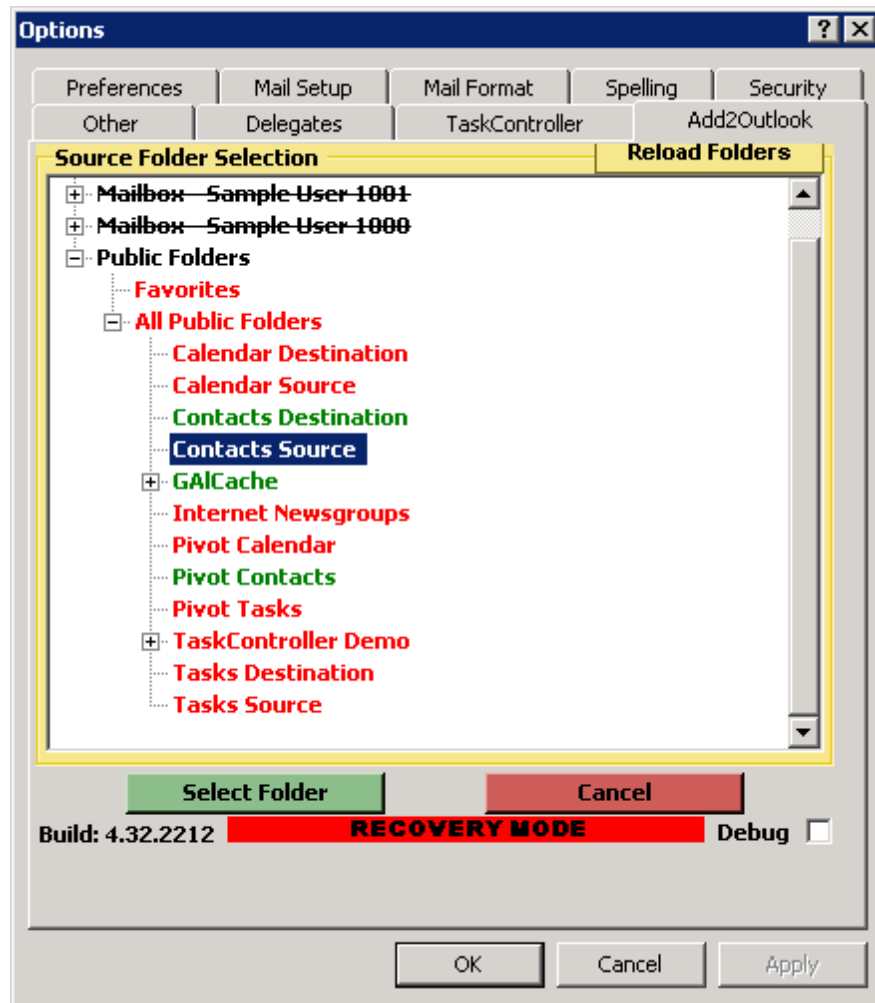 Options
Preferences Mail Setup Mail Format Spelling Security
Other Delegates TaskController Add2Outlook
Source Folder Selection Reload Folders
Mailbox - Sample User 1001
Mailbox - Sample User 1000
Public Folders
Favorites
All Public Folders
Calendar Destination
Calendar Source
Contacts Destination
Contacts Source
GAlCache
Internet Newsgroups
Pivot Calendar
Pivot Contacts
Pivot Tasks
TaskController Demo
Tasks Destination
Tasks Source
Select Folder Cancel
Build: 4.32.2212 RECOVERY MODE Debug
OK Cancel Apply